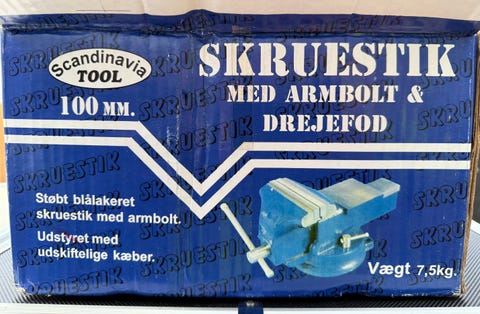 Scandinavia
TOOL
100 MM.
SKRUESTIK
MED ARMBOLT &
DREJEFOD
Støbt blålakeret
skruestik med armbolt.
Udstyret med
udskiftelige kæber.
Vægt 7,5kg.